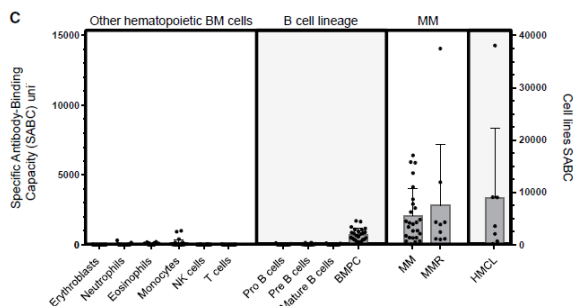 C
Other hematopoietic BM cells
B cell lineage
MM
Specific Antibody-Binding
Capacity (SABC) uni
15000
10000
5000
0
40000
30000
20000
10000
0
Cell lines SABC
Erythroblasts
Neutrophils
Eosinophils
Monocytes
NK cells
T cells
Pro B cells
Pre B cells
Mature B cells
BMPC
MM
MMR
HMCL